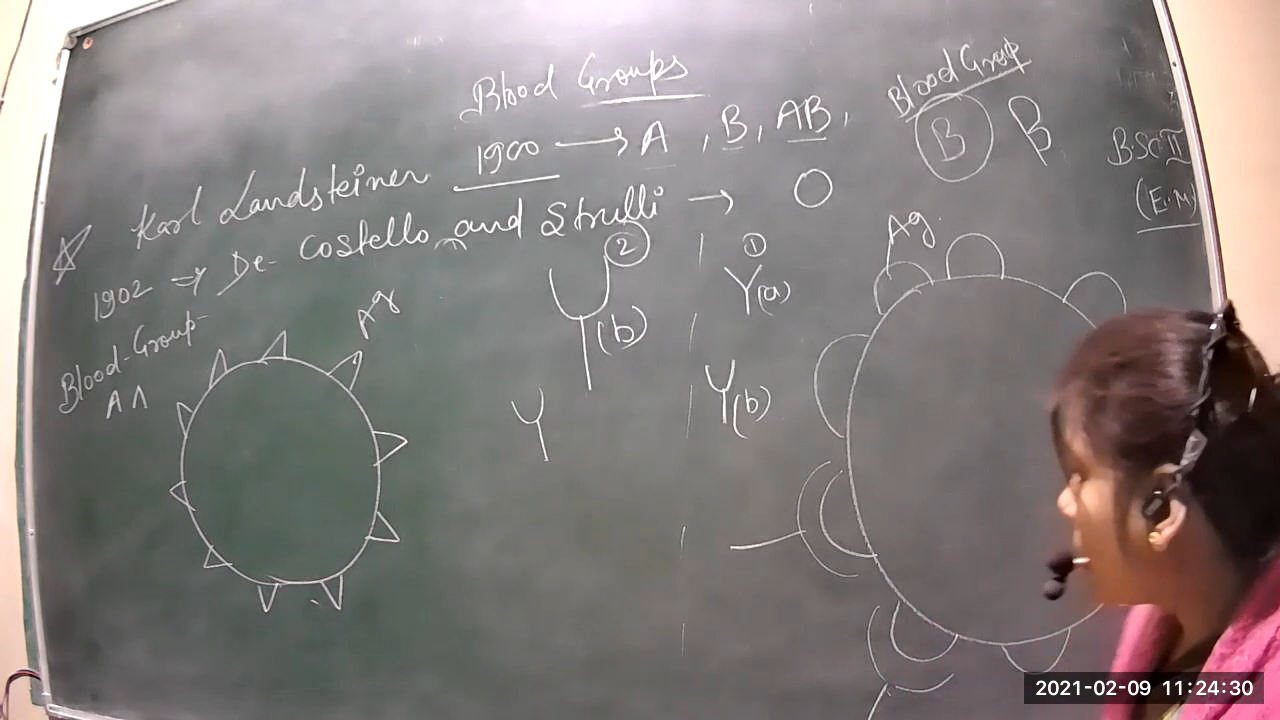 Blood Groups
Karl Landsteiner 1900 → A, B, AB,
1902 → De-Costello and Strulli → O
Blood-Group-
A A
Ag
2
(b)
1
Y(a)
Y(b)
Y
Blood Group
B B
Ag
B.Sc II
(E.M)
2021-02-09 11:24:30